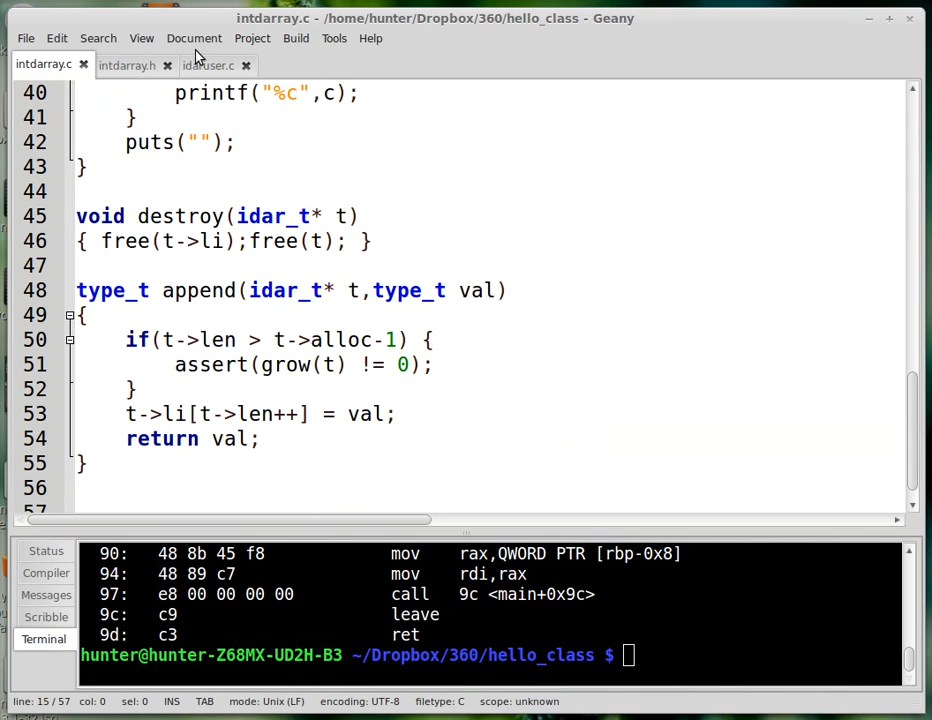 intdarray.c - /home/hunter/Dropbox/360/hello_class - Geany
File Edit Search View Document Project Build Tools Help
intdarray.c intdarray.h idaruser.c
40 printf("%c",c);
41 }
42 puts("");
43 }
44
45 void destroy(idar_t* t)
46 { free(t->li);free(t); }
47
48 type_t append(idar_t* t,type_t val)
49 {
50 if(t->len > t->alloc-1) {
51 assert(grow(t) != 0);
52 }
53 t->li[t->len++] = val;
54 return val;
55 }
56
57
Status
Compiler
Messages
Scribble
Terminal
90: 48 8b 45 f8 mov rax,QWORD PTR [rbp-0x8]
94: 48 89 c7 mov rdi,rax
97: e8 00 00 00 00 call 9c <main+0x9c>
9c: c9 leave
9d: c3 ret
hunter@hunter-Z68MX-UD2H-B3 ~/Dropbox/360/hello_class $
line: 15 / 57 col: 0 sel: 0 INS TAB mode: Unix (LF) encoding: UTF-8 filetype: C scope: unknown